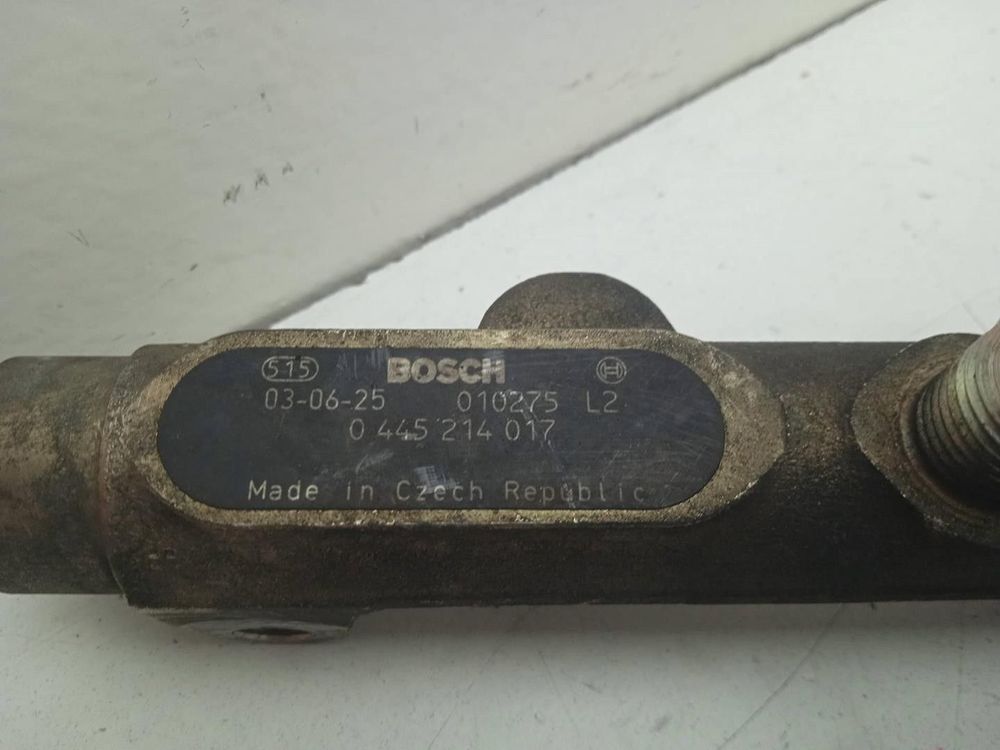 515 BOSCH
03-06-25 010275 L2
0 445 214 017
Made in Czech Republic